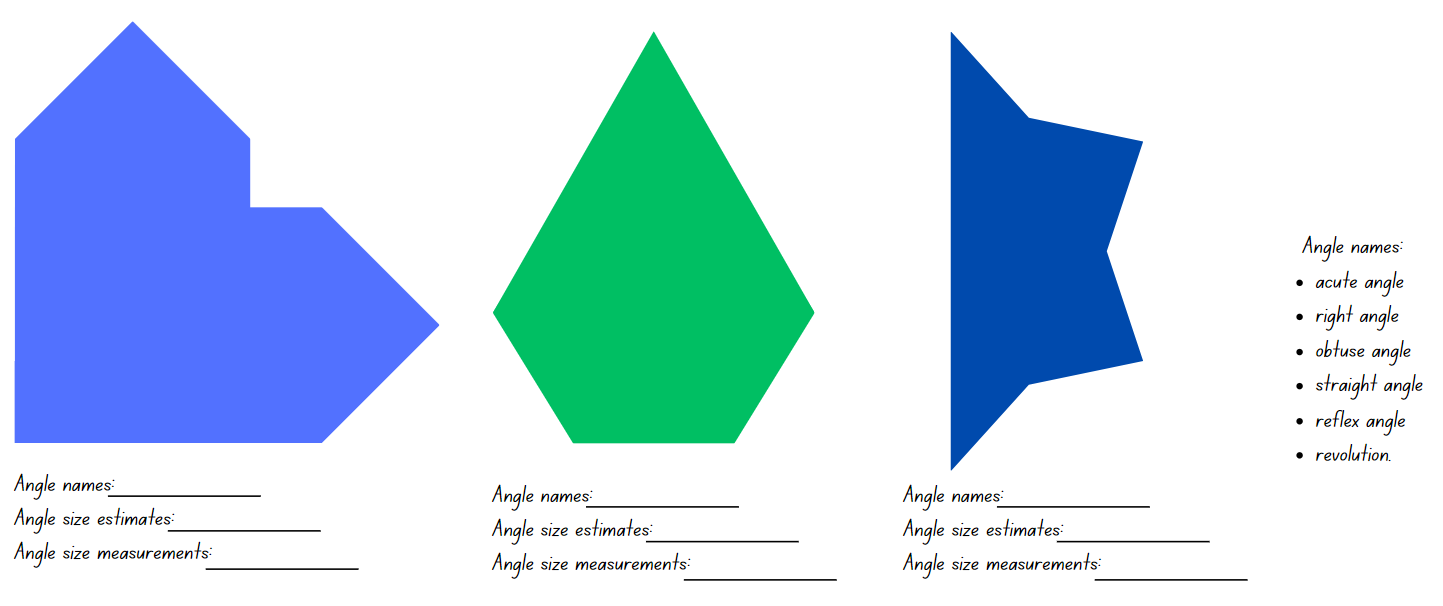 Angle names:
Angle size estimates:
Angle size measurements:
Angle names:
Angle size estimates:
Angle size measurements:
Angle names:
Angle size estimates:
Angle size measurements:
Angle names:
• acute angle
• right angle
• obtuse angle
• straight angle
• reflex angle
• revolution.